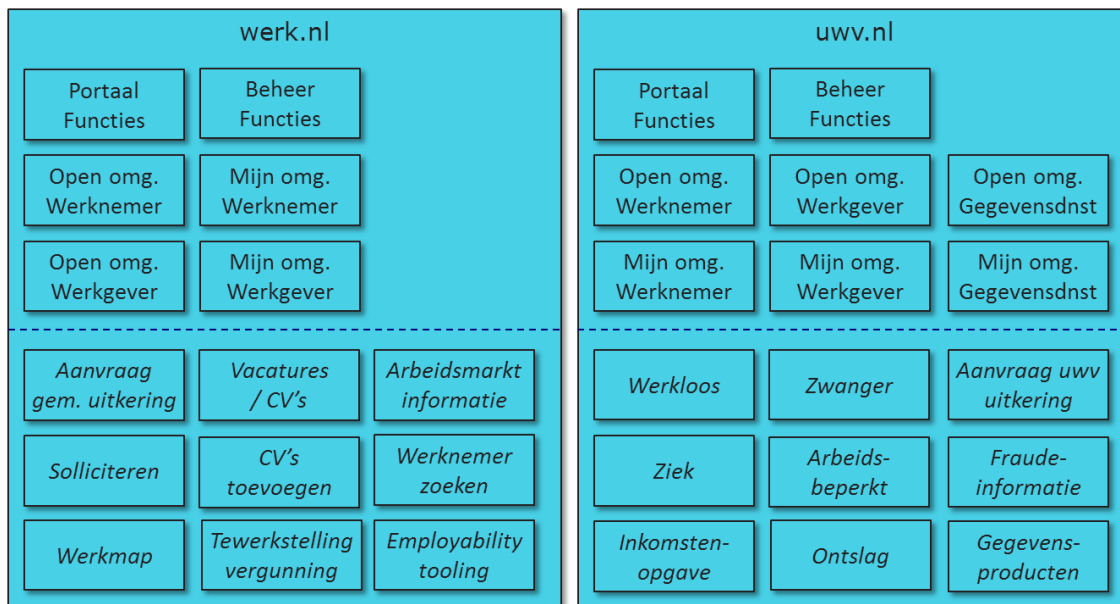 werk.nl
Portaal
Functies
Beheer
Functies
Open omg.
Werknemer
Mijn omg.
Werknemer
Open omg.
Werkgever
Mijn omg.
Werkgever
Aanvraag
gem. uitkering
Vacatures
/ CV's
Arbeidsmarkt
informatie
Solliciteren
CV's
toevoegen
Werknemer
zoeken
Werkmap
Tewerkstelling
vergunning
Employability
tooling
uwv.nl
Portaal
Functies
Beheer
Functies
Open omg.
Werknemer
Open omg.
Werkgever
Open omg.
Gegevensdnst
Mijn omg.
Werknemer
Mijn omg.
Werkgever
Mijn omg.
Gegevensdnst
Werkloos
Zwanger
Aanvraag uwv
uitkering
Ziek
Arbeids-
beperkt
Fraude-
informatie
Inkomsten-
opgave
Ontslag
Gegevens-
producten